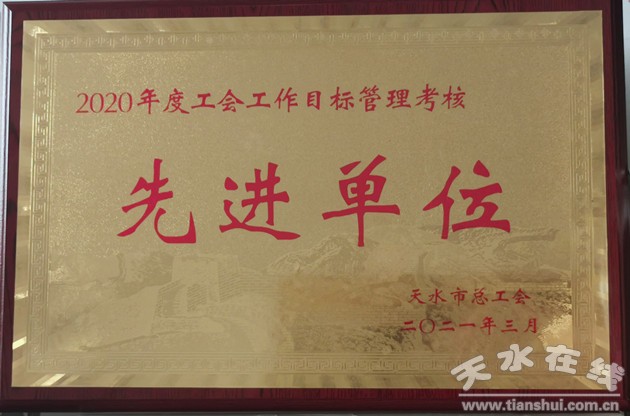 2020年度工会工作目标管理考核
先进单位
天水市总工会
二〇二一年三月
天水在线
www.tianshui.com.cn